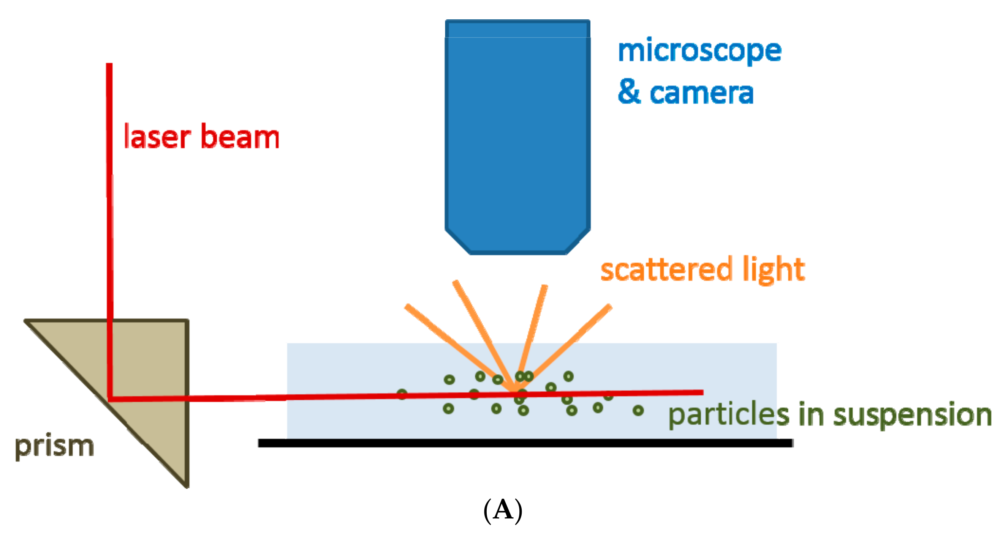 microscope
& camera
laser beam
scattered light
particles in suspension
prism
(A)